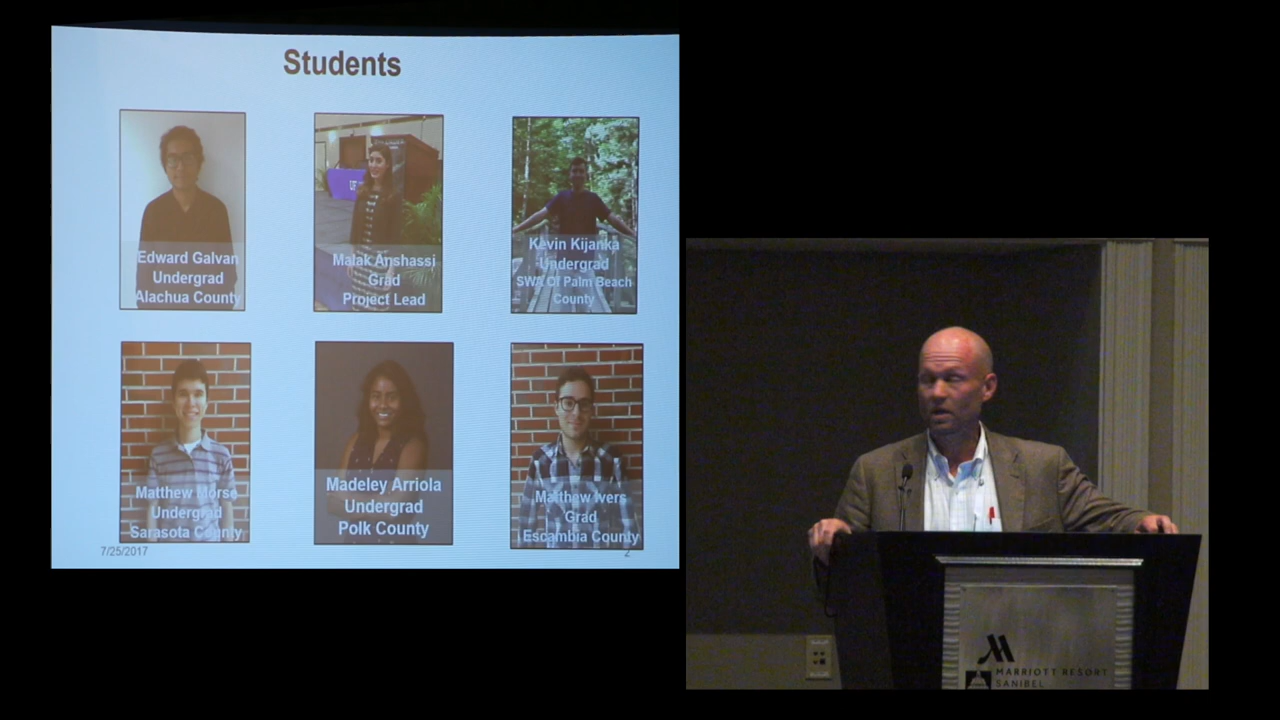 Students
Edward Galvan
Undergrad
Alachua County
Malak Anshassi
Grad
Project Lead
UF
Kevin Kijanka
Undergrad
SWA Of Palm Beach
County
Matthew Morse
Undergrad
Sarasota County
Madeley Arriola
Undergrad
Polk County
Matthew Ivers
Grad
Escambia County
7/25/2017
2
MARRIOTT RESORT
SANIBEL